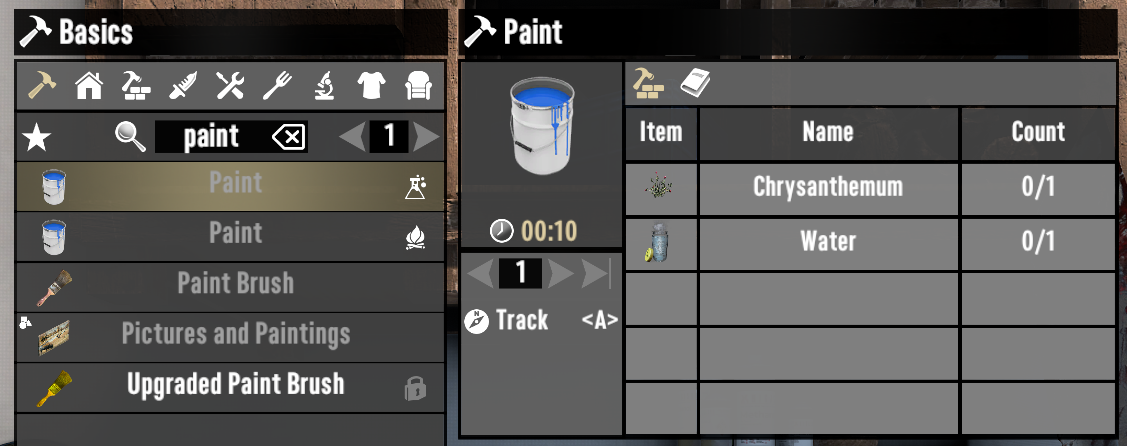 Basics
paint
1
Paint
Paint
Paint Brush
Pictures and Paintings
Upgraded Paint Brush
Paint
00:10
1
Track <A>
Item Name Count
Chrysanthemum 0/1
Water 0/1